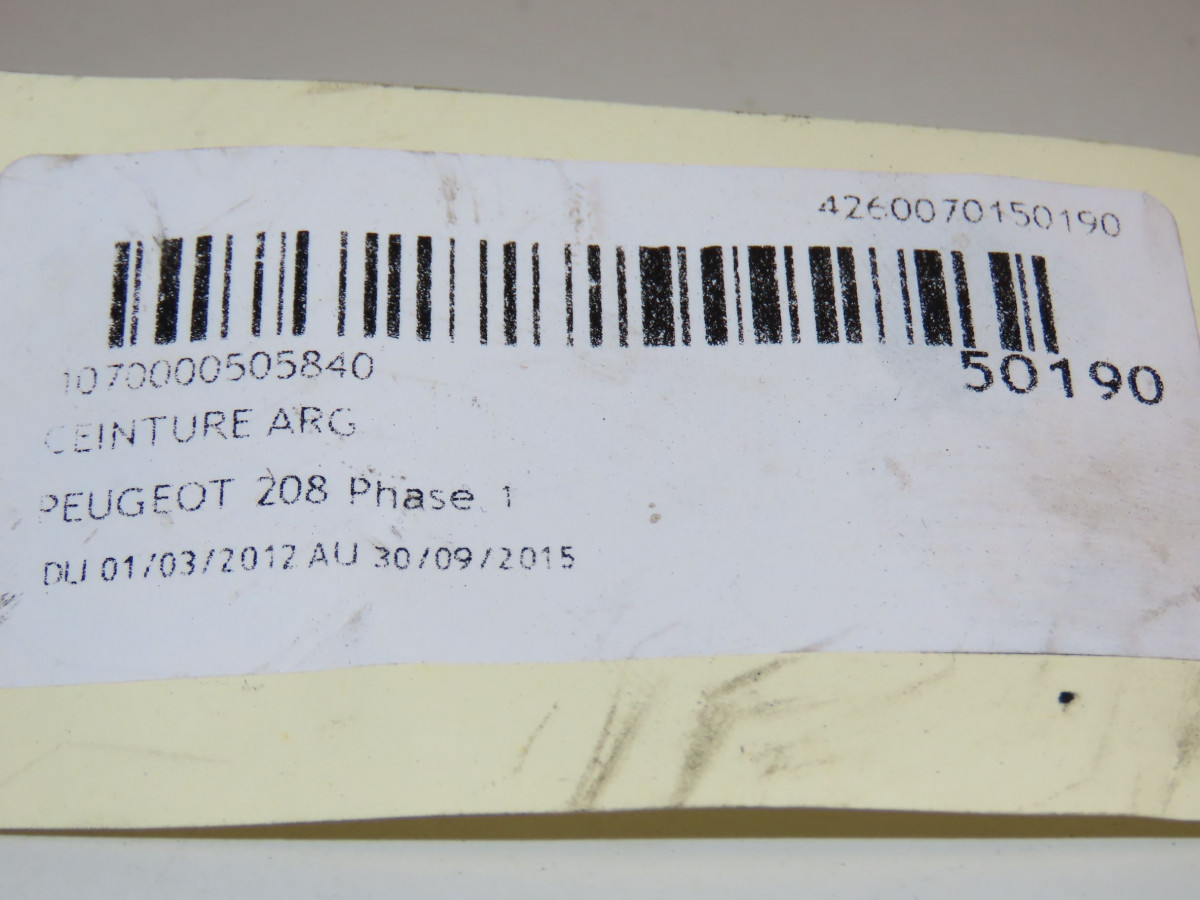 4260070150190
1070000505840
50190
CEINTURE ARG
PEUGEOT 208 Phase 1
DU 01/03/2012 AU 30/09/2015